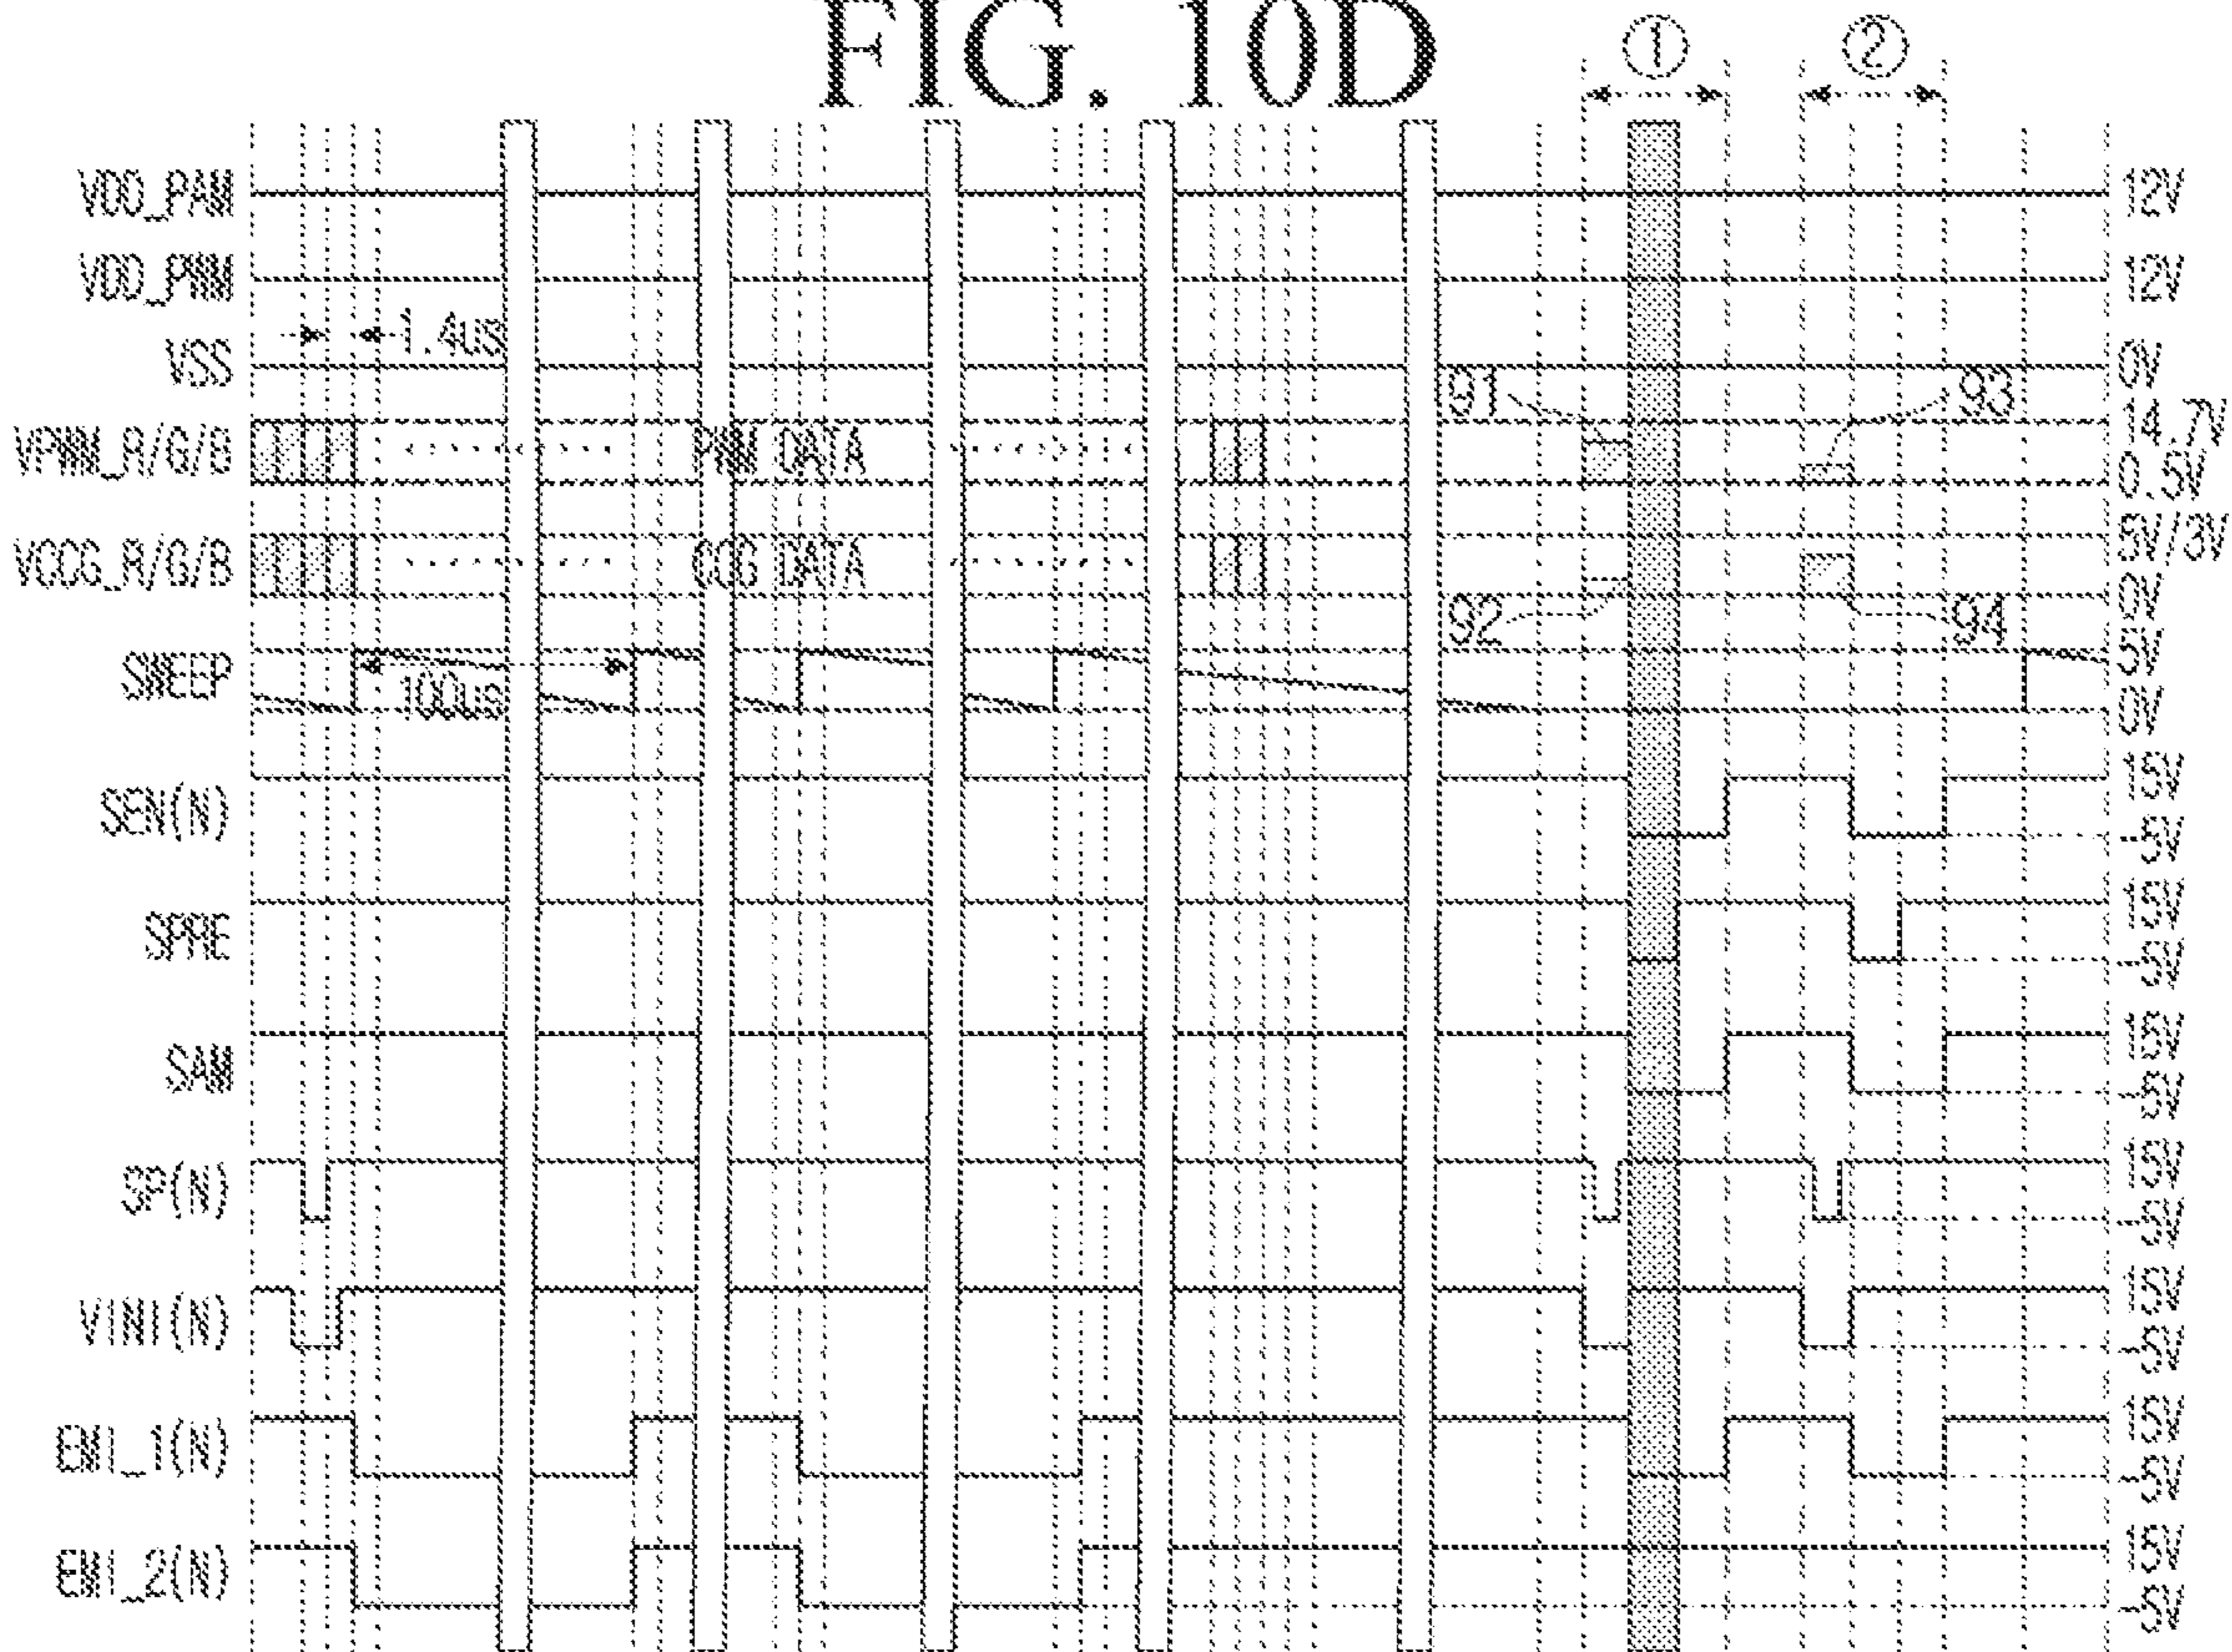 FIG. 10D
① ②
VDD_PAM 12V
VDD_PWM 12V
1.4us
VSS 0V
91 93
VPWM_R/G/B PWM DATA 14.7V
0.5V
VCCG_R/G/B CCG DATA 5V/3V
0V
92 94
SWEEP 5V
100us 0V
SEN(N) 15V
-5V
SPRE 15V
-5V
SAM 15V
-5V
SP(N) 15V
-5V
VINI(N) 15V
-5V
EMI_1(N) 15V
-5V
EMI_2(N) 15V
-5V